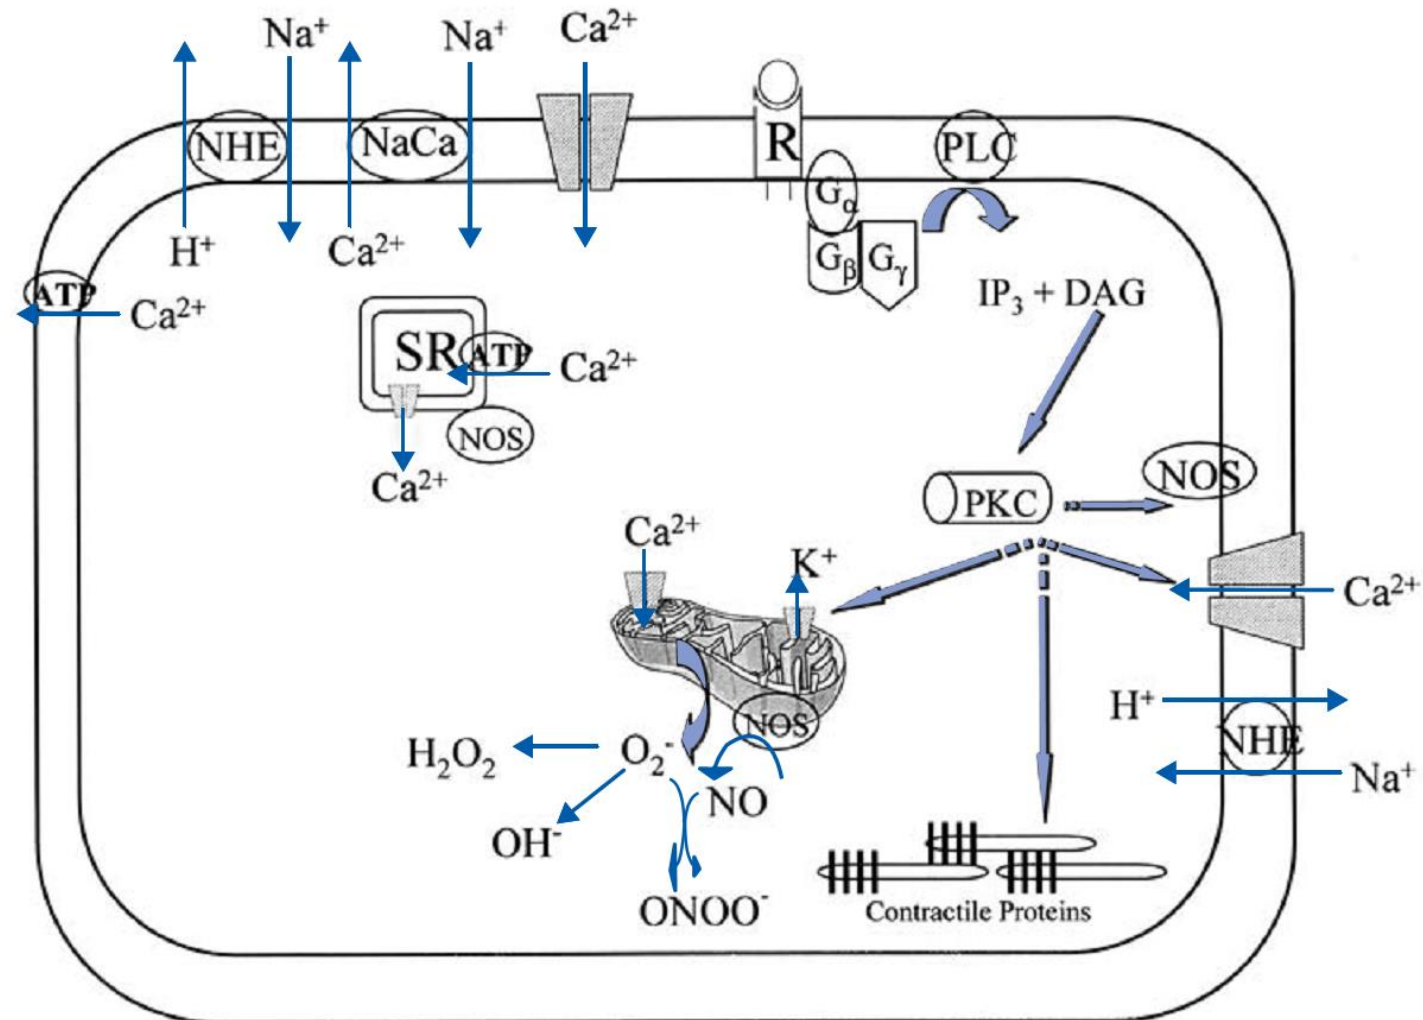 Na⁺
Na⁺
Ca²⁺
NHE
NaCa
R
PLC
Gα
Gβ
Gγ
H⁺
Ca²⁺
ATP
Ca²⁺
IP₃ + DAG
SR
ATP
Ca²⁺
NOS
Ca²⁺
PKC
NOS
Ca²⁺
K⁺
Ca²⁺
H⁺
NHE
Na⁺
NOS
H₂O₂
O₂⁻
NO
OH⁻
ONOO⁻
Contractile Proteins